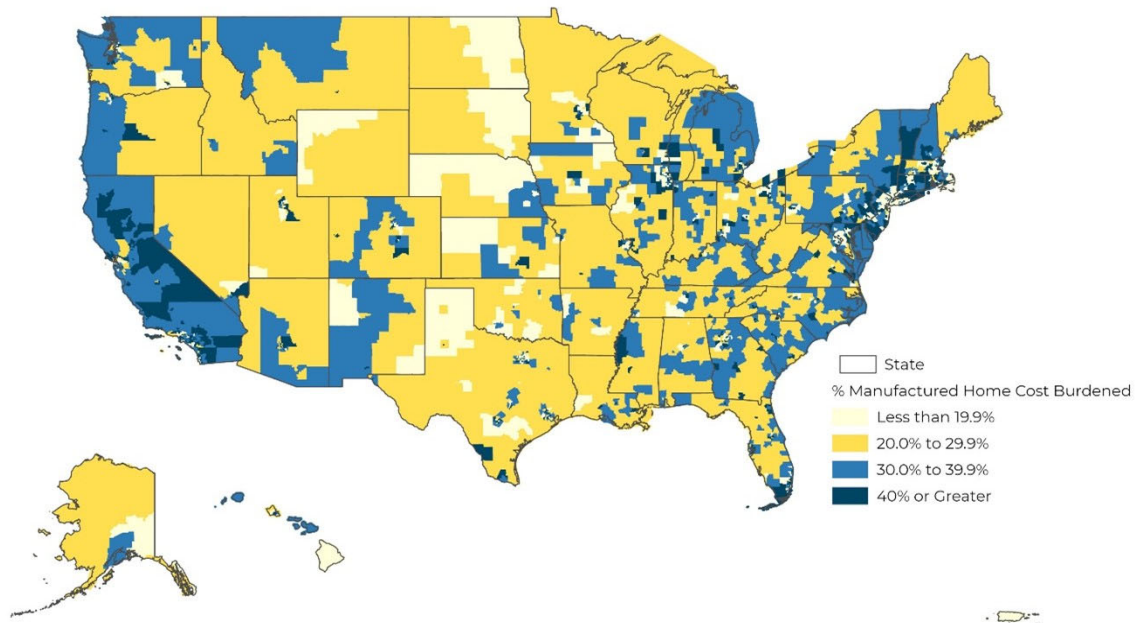 State
% Manufactured Home Cost Burdened
Less than 19.9%
20.0% to 29.9%
30.0% to 39.9%
40% or Greater